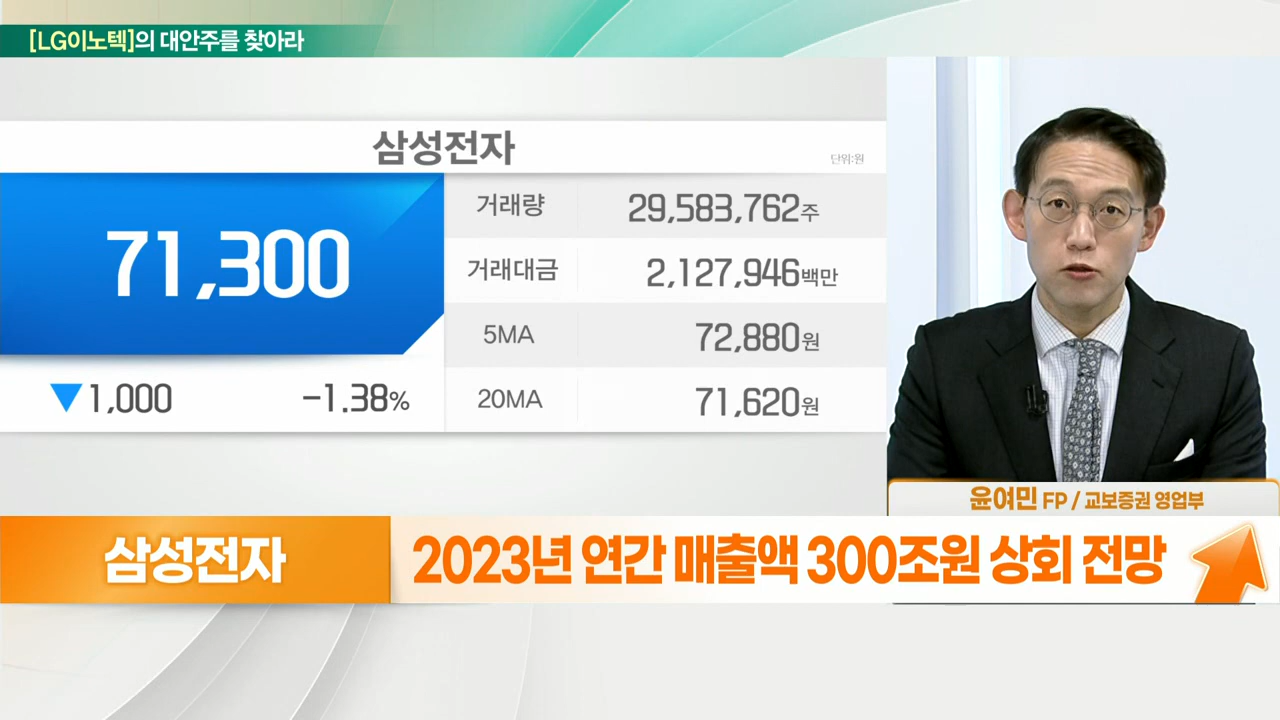 [LG이노텍]의 대안주를 찾아라
삼성전자
단위:원
71,300
▼1,000 -1.38%
거래량 29,583,762주
거래대금 2,127,946백만
5MA 72,880원
20MA 71,620원
윤여민 FP / 교보증권 영업부
삼성전자 2023년 연간 매출액 300조원 상회 전망